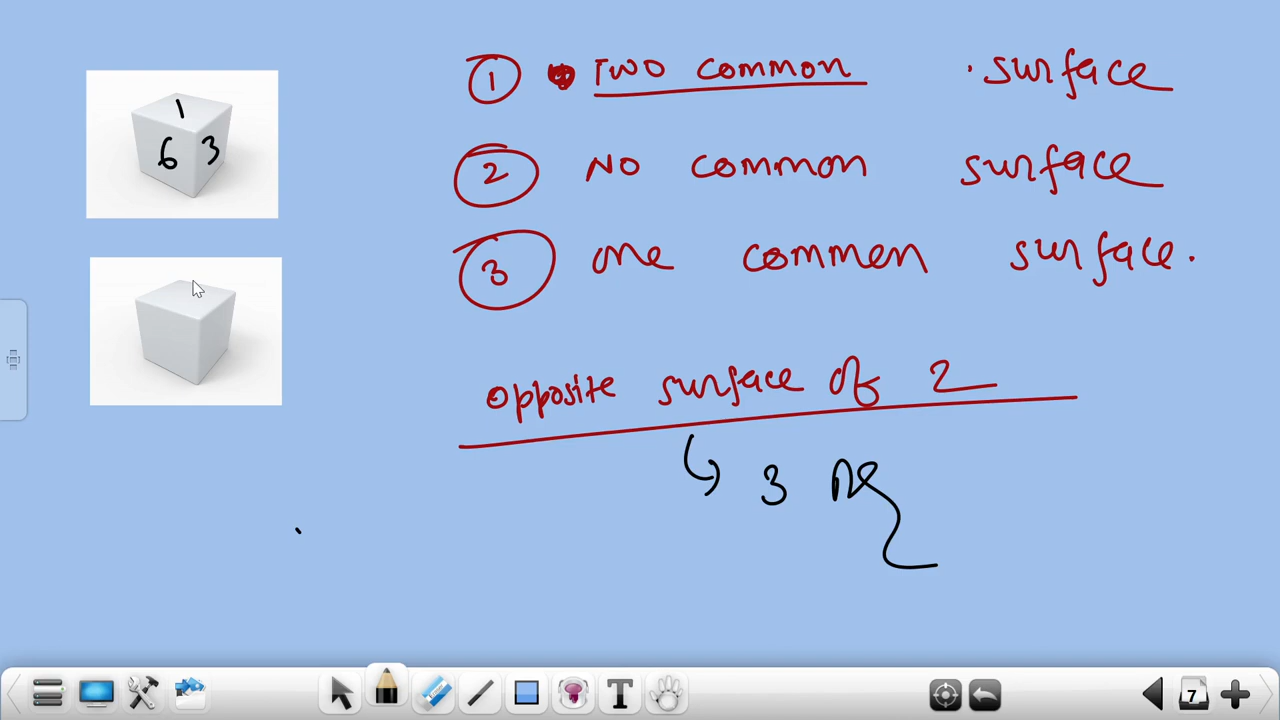 1
6 3
1 Two common surface
2 No common surface
3 one common surface.
opposite surface of 2
3
T
7